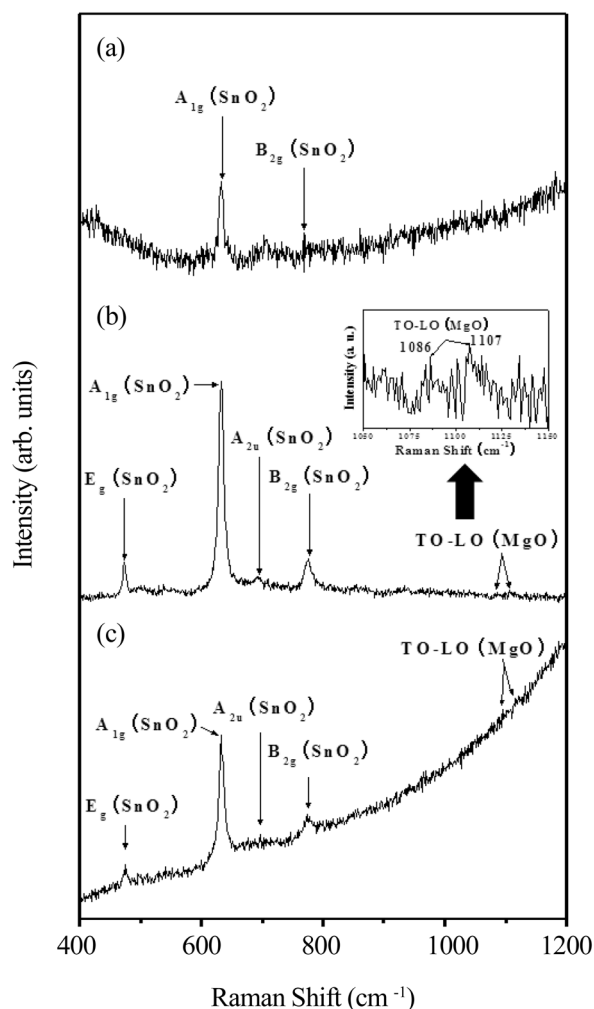 (a)
A1g (SnO2)
B2g (SnO2)
(b)
TO-LO (MgO)
1086 1107
Intensity (a. u.)
1050 1075 1100 1125 1150
Raman Shift (cm-1)
A1g (SnO2)
A2u (SnO2)
Eg (SnO2)
B2g (SnO2)
TO-LO (MgO)
(c)
TO-LO (MgO)
A2u (SnO2)
A1g (SnO2)
B2g (SnO2)
Eg (SnO2)
Intensity (arb. units)
400 600 800 1000 1200
Raman Shift (cm -1)